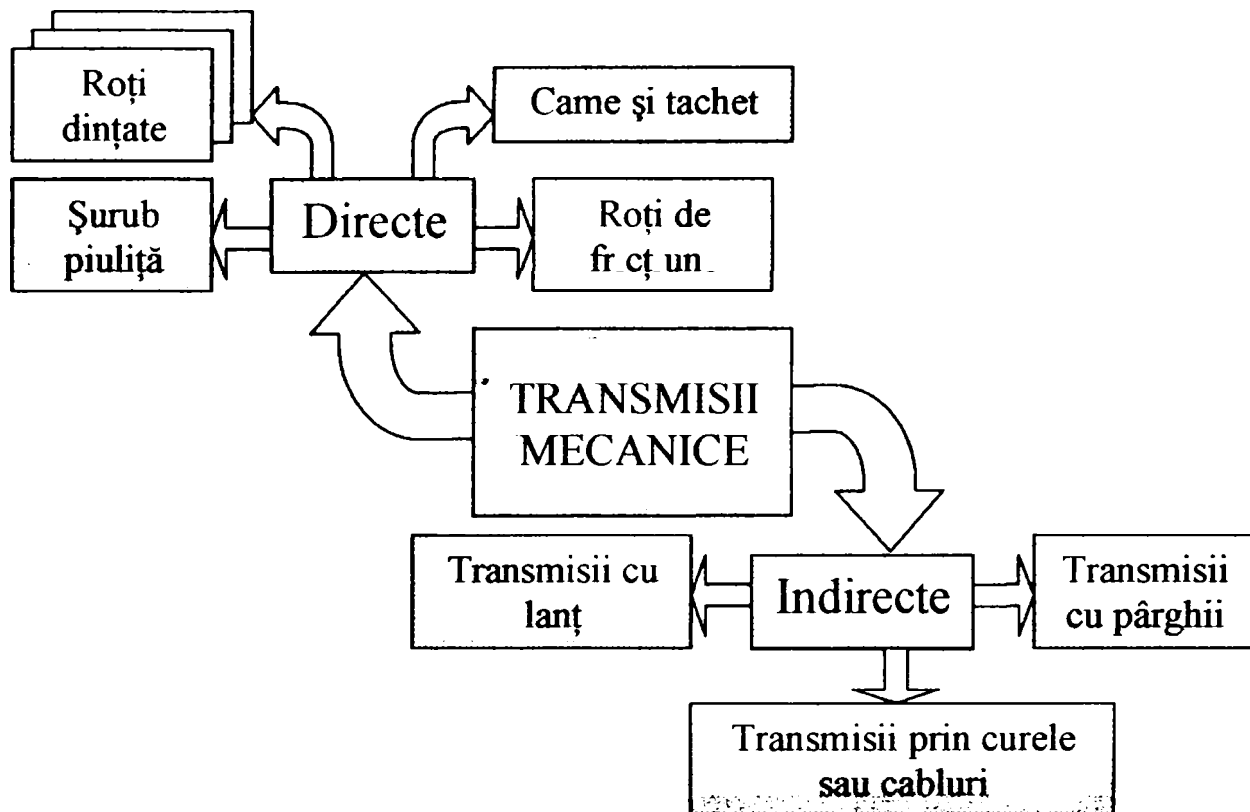 Roți
dințate
Came și tachet
Șurub
piuliță
Directe
Roți de
TRANSMISII
MECANICE
Transmisii cu
lanț
Indirecte
Transmisii
cu pârghii
Transmisii prin curele
sau cabluri